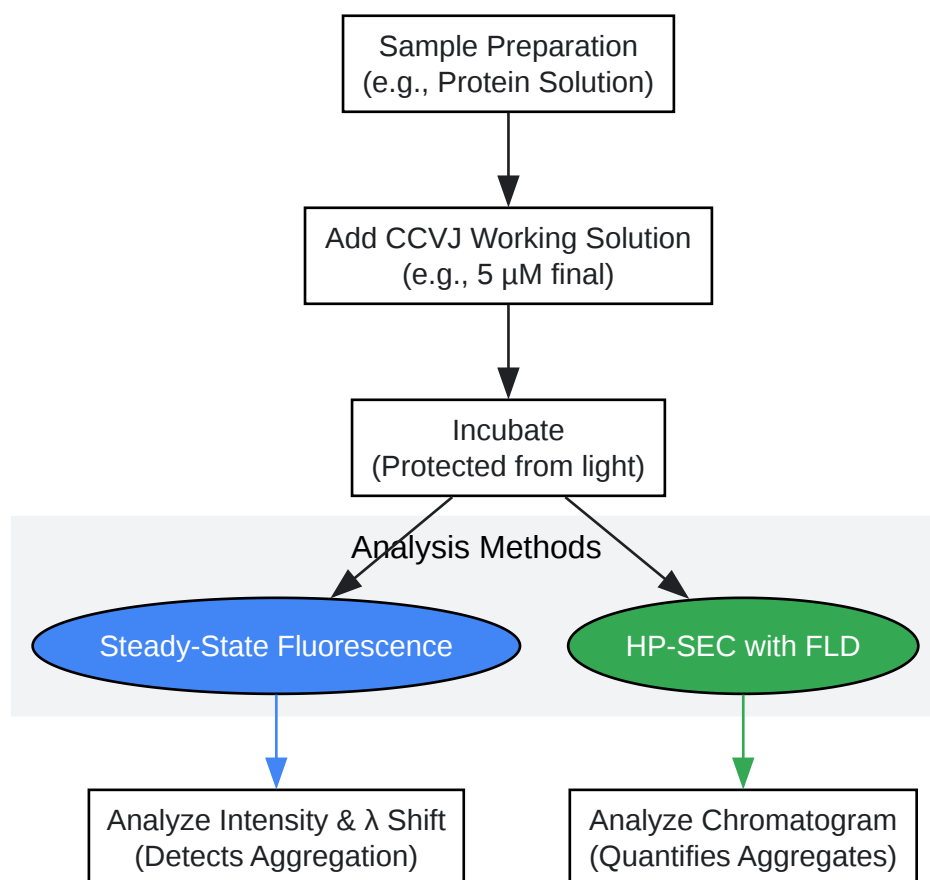 Sample Preparation
(e.g., Protein Solution)
Add CCVJ Working Solution
(e.g., 5 µM final)
Incubate
(Protected from light)
Analysis Methods
Steady-State Fluorescence
HP-SEC with FLD
Analyze Intensity & λ Shift
(Detects Aggregation)
Analyze Chromatogram
(Quantifies Aggregates)